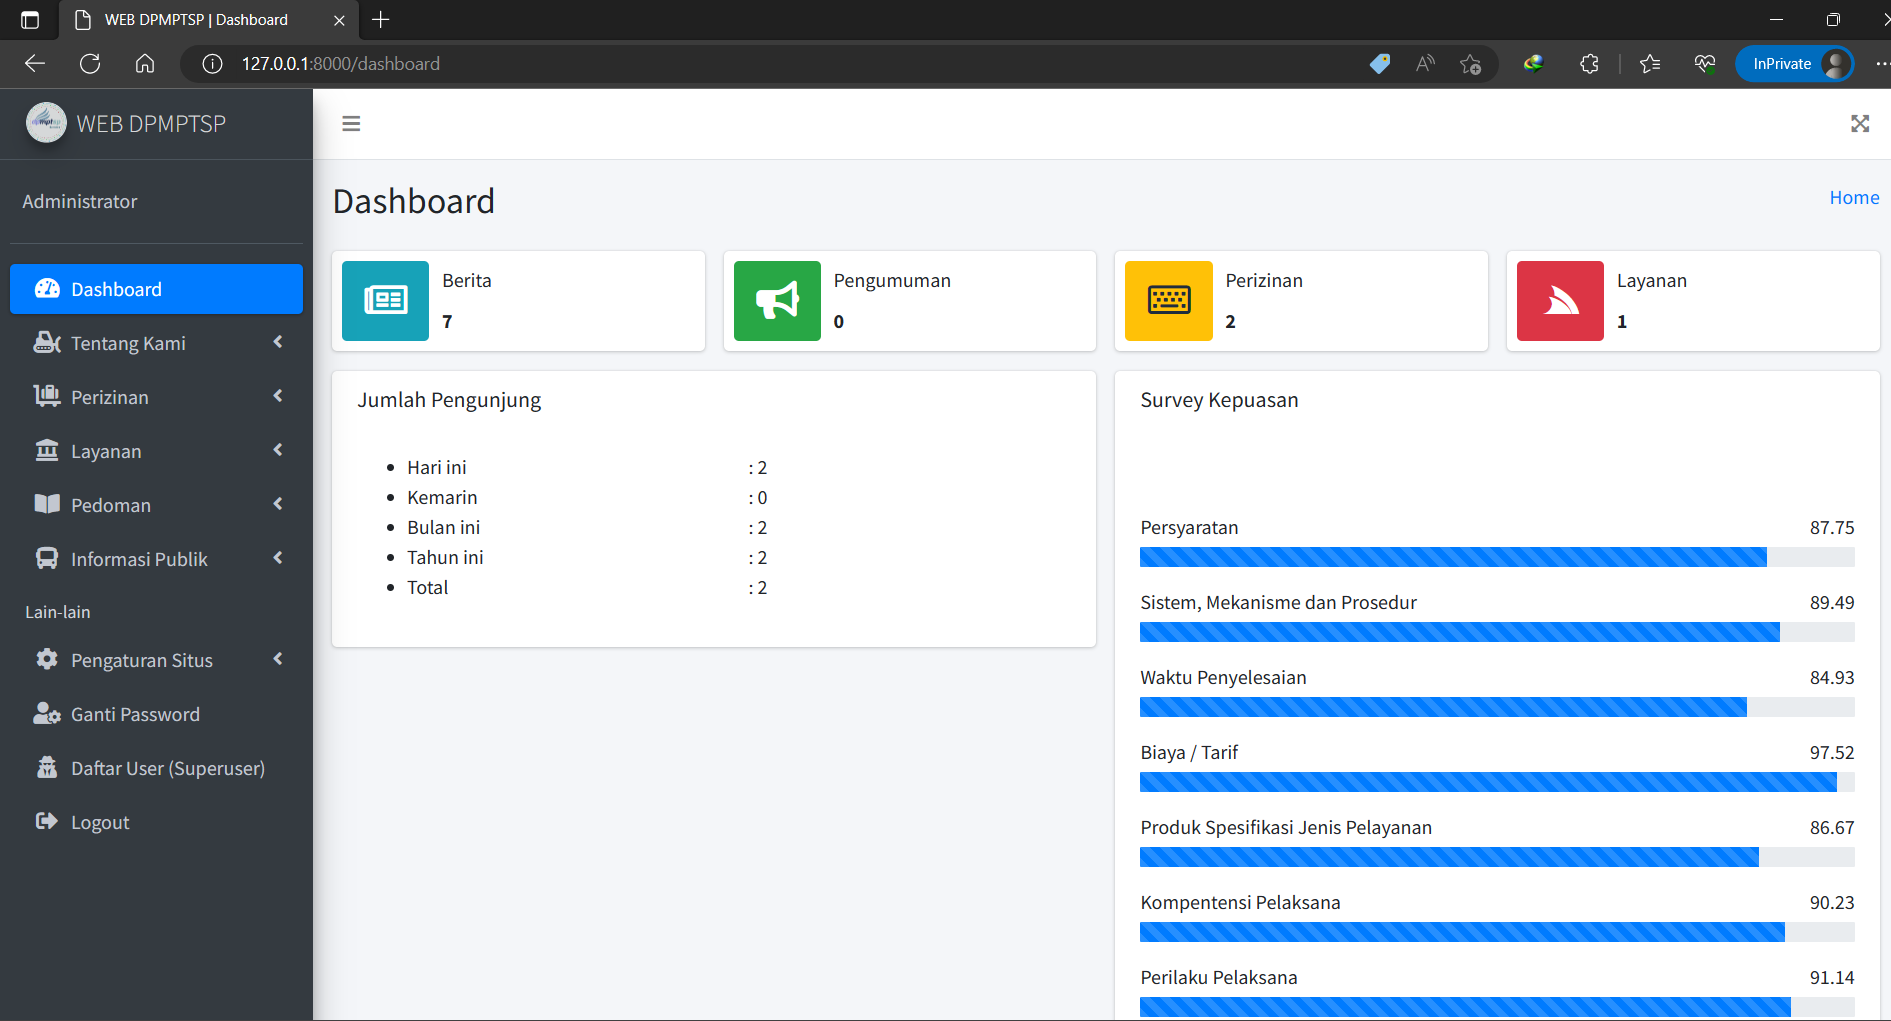 WEB DPMPTSP | Dashboard
127.0.0.1:8000/dashboard
InPrivate
WEB DPMPTSP
Administrator
Dashboard
Tentang Kami
Perizinan
Layanan
Pedoman
Informasi Publik
Lain-lain
Pengaturan Situs
Ganti Password
Daftar User (Superuser)
Logout
Dashboard
Home
Berita
7
Pengumuman
0
Perizinan
2
Layanan
1
Jumlah Pengunjung
Hari ini : 2
Kemarin : 0
Bulan ini : 2
Tahun ini : 2
Total : 2
Survey Kepuasan
Persyaratan 87.75
Sistem, Mekanisme dan Prosedur 89.49
Waktu Penyelesaian 84.93
Biaya / Tarif 97.52
Produk Spesifikasi Jenis Pelayanan 86.67
Kompentensi Pelaksana 90.23
Perilaku Pelaksana 91.14